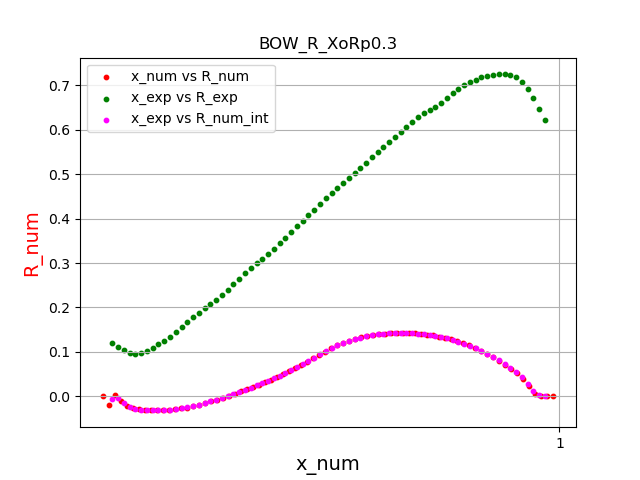 BOW_R_XoRp0.3
x_num vs R_num
x_exp vs R_exp
x_exp vs R_num_int
R_num
0.7
0.6
0.5
0.4
0.3
0.2
0.1
0.0
1
x_num